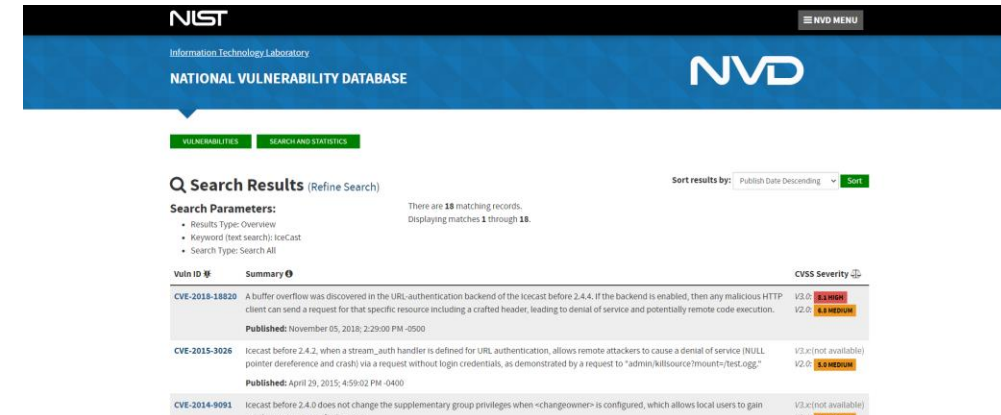 NIST
NVD MENU
Information Technology Laboratory
NATIONAL VULNERABILITY DATABASE
NVD
VULNERABILITIES
SEARCH AND STATISTICS
Search Results (Refine Search)
Sort results by: Publish Date Descending Sort
Search Parameters:
There are 18 matching records.
Displaying matches 1 through 18.
• Results Type: Overview
• Keyword (text search): IceCast
• Search Type: Search All
Vuln ID Summary CVSS Severity
CVE-2018-18820 A buffer overflow was discovered in the URL-authentication backend of the Icecast before 2.4.4. If the backend is enabled, then any malicious HTTP V3.0: 8.1 HIGH
client can send a request for that specific resource including a crafted header, leading to denial of service and potentially remote code execution. V2.0: 6.8 MEDIUM
Published: November 05, 2018; 2:29:00 PM -0500
CVE-2015-3026 Icecast before 2.4.2, when a stream_auth handler is defined for URL authentication, allows remote attackers to cause a denial of service (NULL V3.x:(not available)
pointer dereference and crash) via a request without login credentials, as demonstrated by a request to "admin/killsource?mount=/test.ogg." V2.0: 5.0 MEDIUM
Published: April 29, 2015; 4:59:02 PM -0400
CVE-2014-9091 Icecast before 2.4.0 does not change the supplementary group privileges when <changeowner> is configured, which allows local users to gain V3.x:(not available)